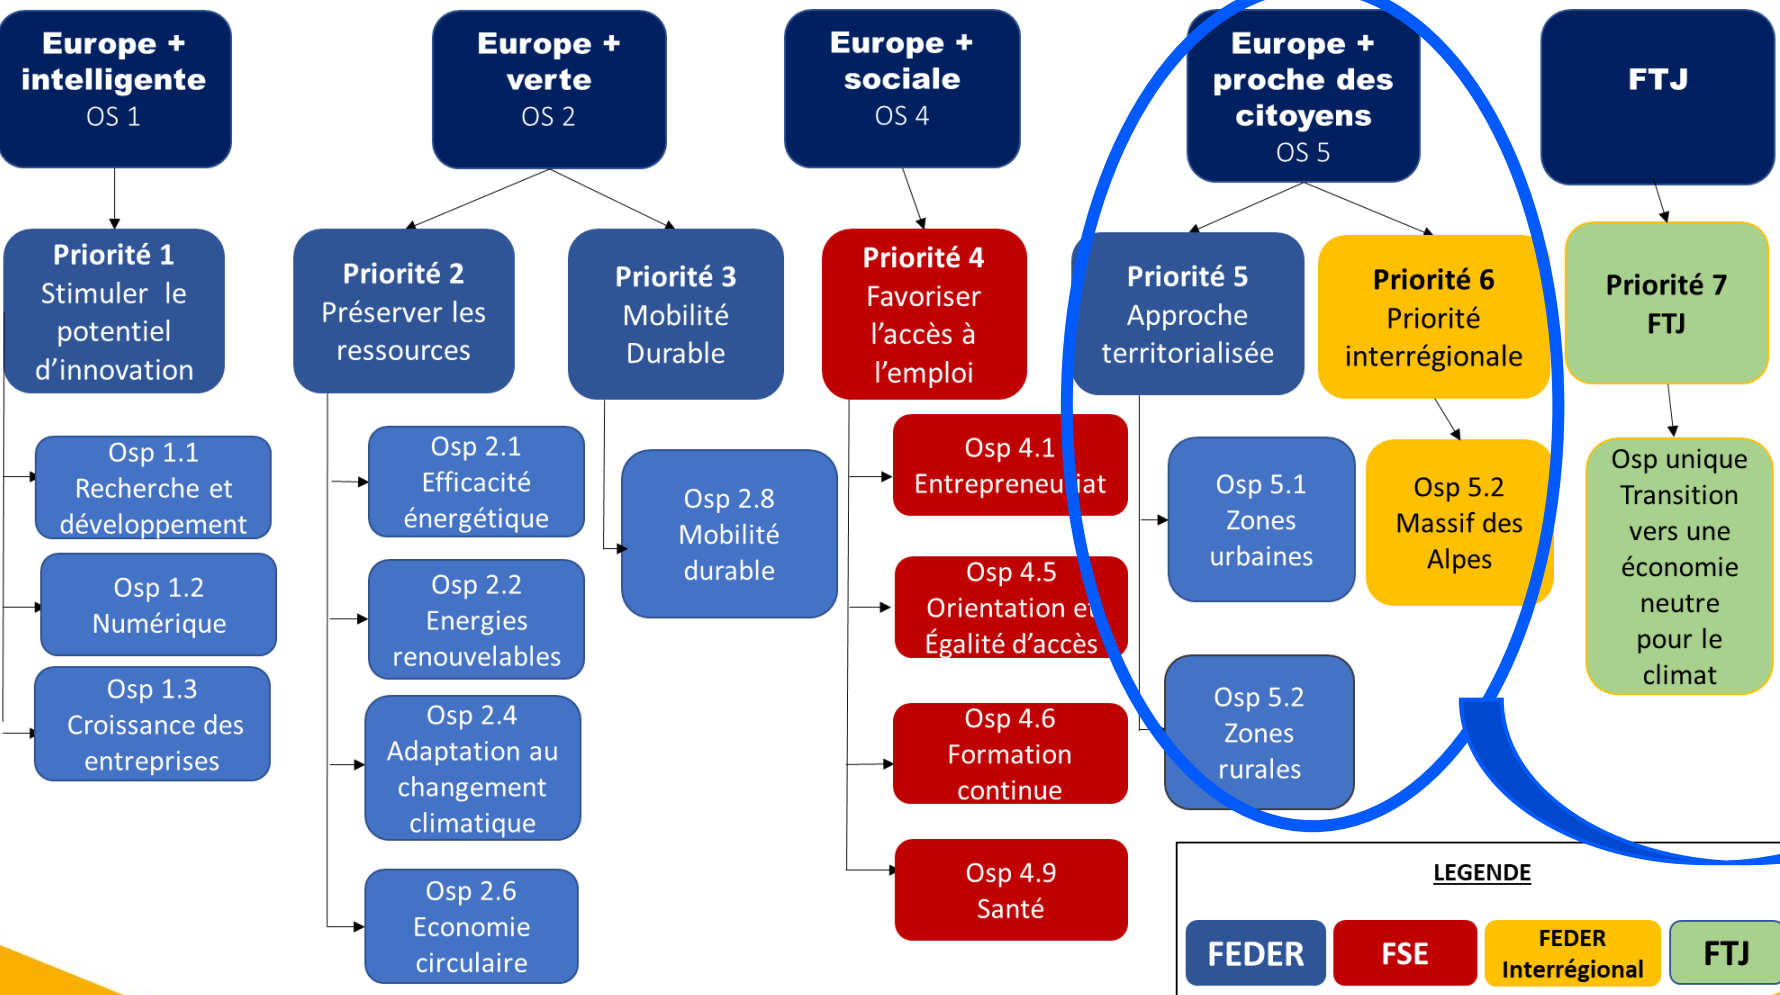 Europe +
intelligente
OS 1
Europe +
verte
OS 2
Europe +
sociale
OS 4
Europe +
proche des
citoyens
OS 5
FTJ
Priorité 1
Stimuler le
potentiel
d’innovation
Priorité 2
Préserver les
ressources
Priorité 3
Mobilité
Durable
Priorité 4
Favoriser
l’accès à
l’emploi
Priorité 5
Approche
territorialisée
Priorité 6
Priorité
interrégionale
Priorité 7
FTJ
Osp 1.1
Recherche et
développement
Osp 1.2
Numérique
Osp 1.3
Croissance des
entreprises
Osp 2.1
Efficacité
énergétique
Osp 2.2
Energies
renouvelables
Osp 2.4
Adaptation au
changement
climatique
Osp 2.6
Economie
circulaire
Osp 2.8
Mobilité
durable
Osp 4.1
Entrepreneuriat
Osp 4.5
Orientation et
Égalité d’accès
Osp 4.6
Formation
continue
Osp 4.9
Santé
Osp 5.1
Zones
urbaines
Osp 5.2
Zones
rurales
Osp 5.2
Massif des
Alpes
Osp unique
Transition
vers une
économie
neutre
pour le
climat
LEGENDE
FEDER
FSE
FEDER
Interrégional
FTJ